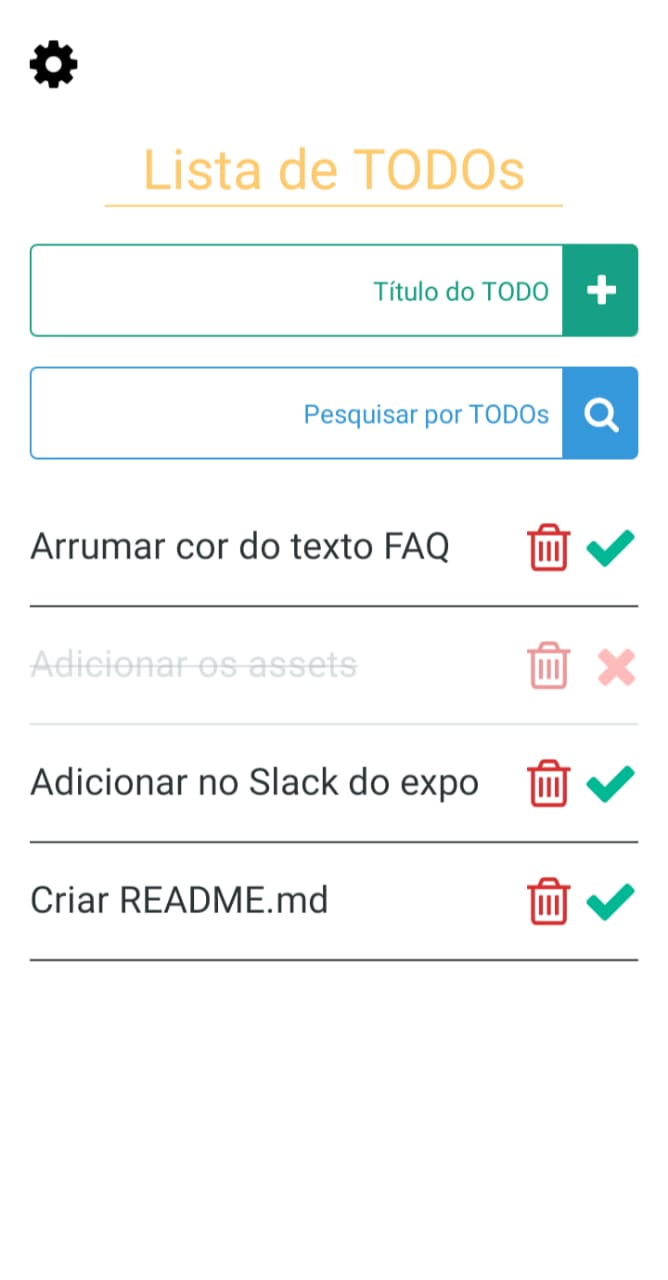 Lista de TODOs
Título do TODO
Pesquisar por TODOs
Arrumar cor do texto FAQ
Adicionar os assets
Adicionar no Slack do expo
Criar README.md